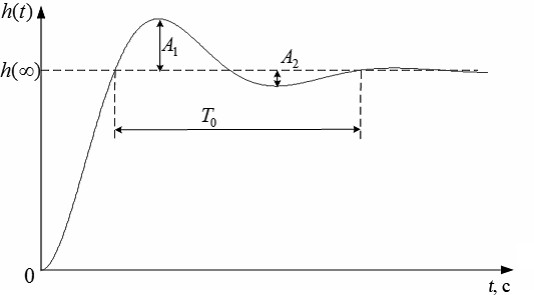 h(t)
A₁
h(∞)
A₂
T₀
0
t, c